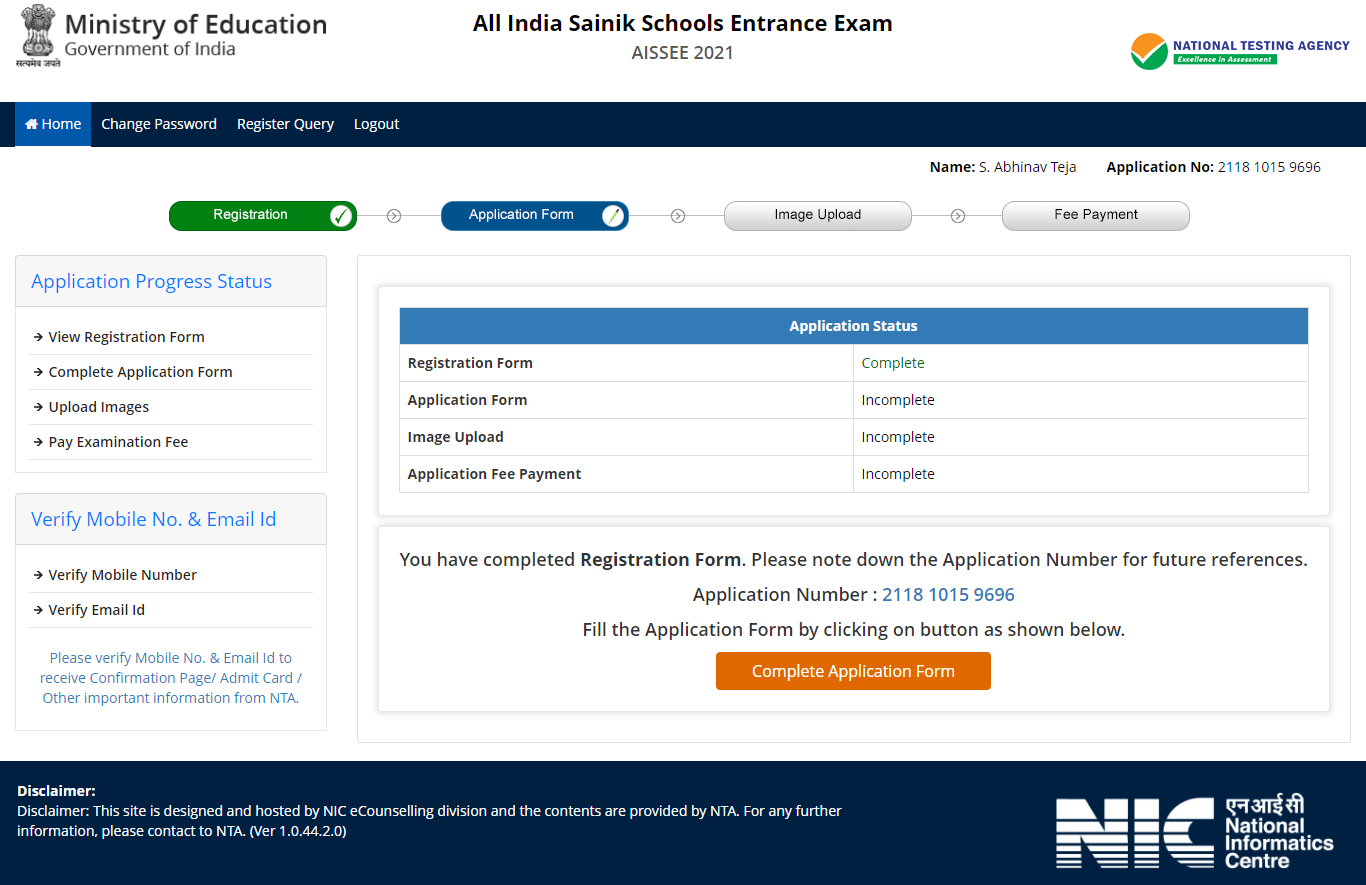 Ministry of Education
Government of India
सत्यमेव जयते
All India Sainik Schools Entrance Exam
AISSEE 2021
NATIONAL TESTING AGENCY
Excellence in Assessment
Home Change Password Register Query Logout
Name: S. Abhinav Teja Application No: 2118 1015 9696
Registration Application Form Image Upload Fee Payment
Application Progress Status
View Registration Form
Complete Application Form
Upload Images
Pay Examination Fee
Verify Mobile No. & Email Id
Verify Mobile Number
Verify Email Id
Please verify Mobile No. & Email Id to
receive Confirmation Page/ Admit Card /
Other important information from NTA.
Application Status
Registration Form Complete
Application Form Incomplete
Image Upload Incomplete
Application Fee Payment Incomplete
You have completed Registration Form. Please note down the Application Number for future references.
Application Number : 2118 1015 9696
Fill the Application Form by clicking on button as shown below.
Complete Application Form
Disclaimer:
Disclaimer: This site is designed and hosted by NIC eCounselling division and the contents are provided by NTA. For any further
information, please contact to NTA. (Ver 1.0.44.2.0)
NIC
एन आई सी
National
Informatics
Centre